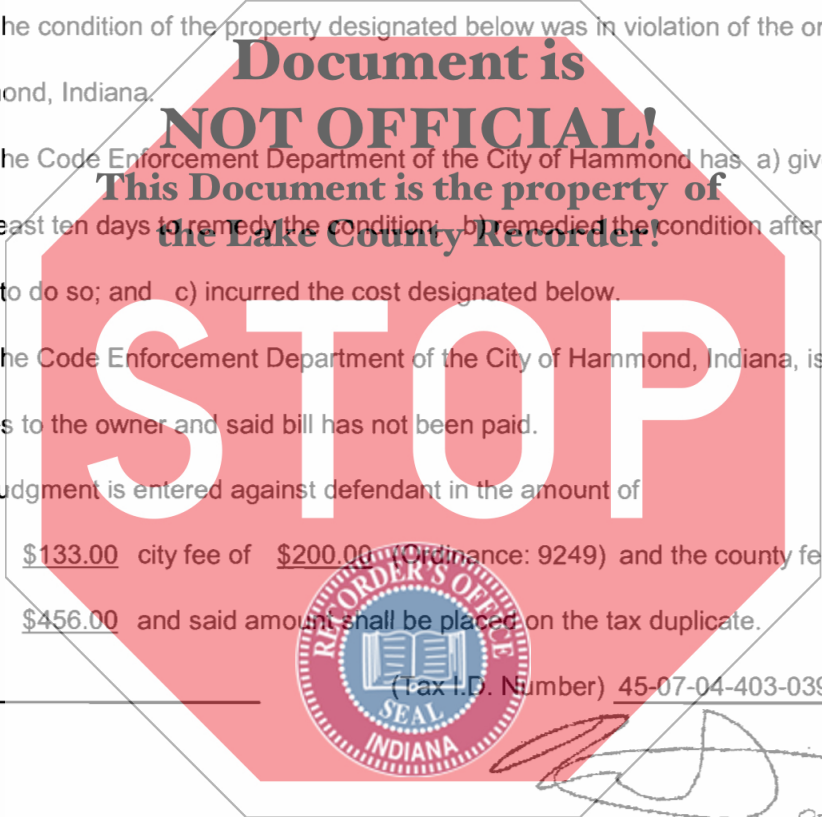 he condition of the property designated below was in violation of the or
Document is
ond, Indiana.
NOT OFFICIAL!
he Code Enforcement Department of the City of Hammond has a) giv
This Document is the property of
east ten days to remedy the condition; b) remedied the condition after
the Lake County Recorder!
to do so; and c) incurred the cost designated below.
STOP
he Code Enforcement Department of the City of Hammond, Indiana, is
s to the owner and said bill has not been paid.
udgment is entered against defendant in the amount of
$133.00 city fee of $200.00 (Ordinance: 9249) and the county fe
$456.00 and said amount shall be placed on the tax duplicate.
RECORDER'S OFFICE
(Tax I.D. Number) 45-07-04-403-039
SEAL
INDIANA